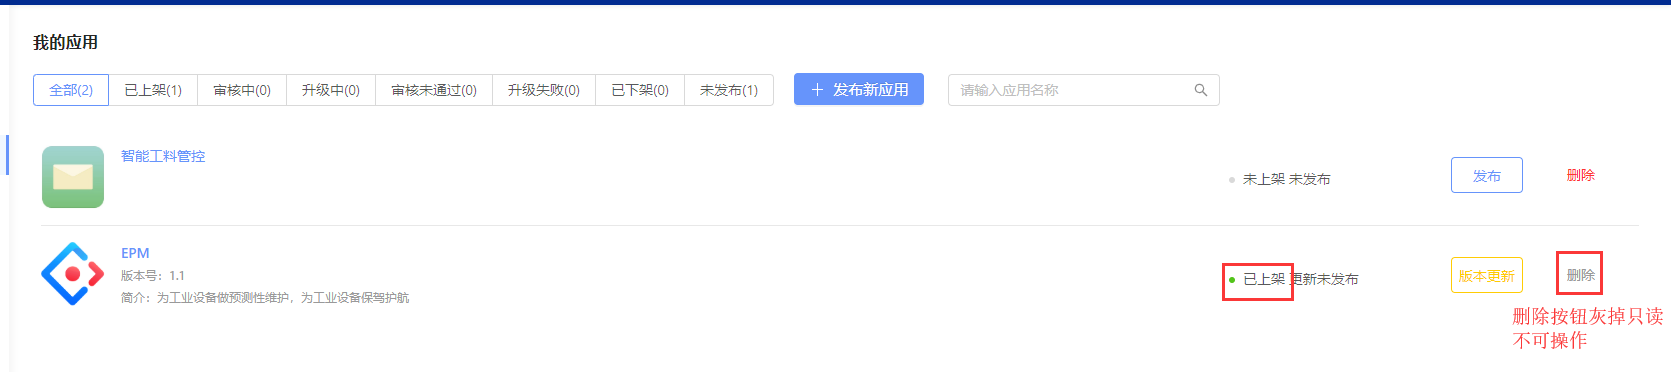 我的应用
全部(2) 已上架(1) 审核中(0) 升级中(0) 审核未通过(0) 升级失败(0) 已下架(0) 未发布(1) 发布新应用 请输入应用名称
智能工料管控
未上架 未发布 发布 删除
EPM
版本号：1.1
简介：为工业设备做预测性维护，为工业设备保驾护航
已上架 更新未发布 版本更新 删除
删除按钮灰掉只读
不可操作